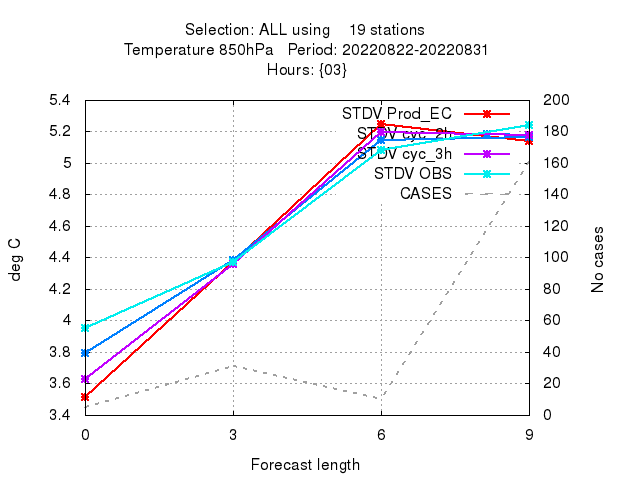 Selection: ALL using    19 stations
Temperature 850hPa   Period: 20220822-20220831
Hours: {03}
5.4
5.2
5
4.8
4.6
4.4
4.2
4
3.8
3.6
3.4
deg C
STDV Prod_EC
STDV cyc_2h
STDV cyc_3h
STDV OBS
CASES
200
180
160
140
120
100
80
60
40
20
0
No cases
0 3 6 9
Forecast length